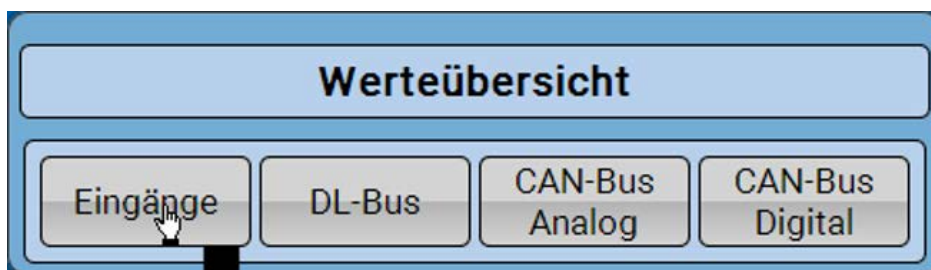 Werteübersicht
Eingänge
DL-Bus
CAN-Bus
Analog
CAN-Bus
Digital